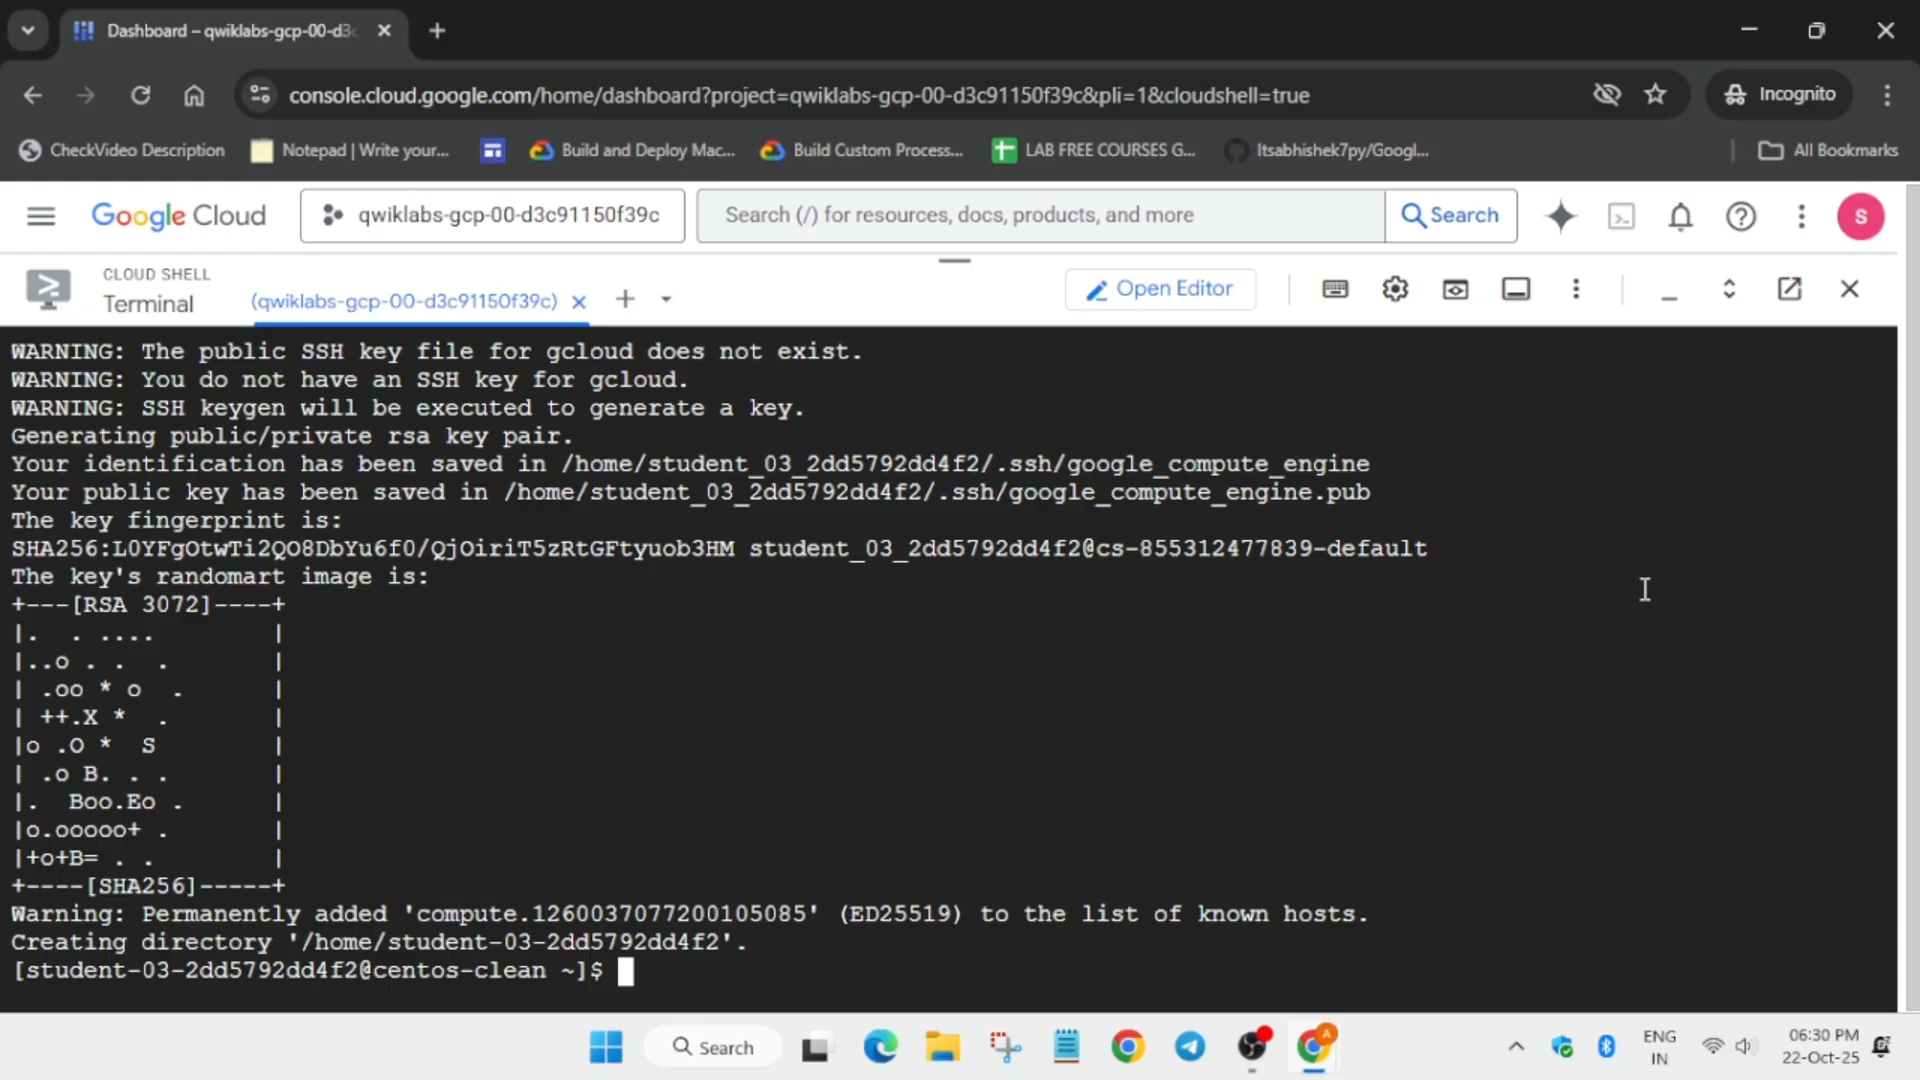 Dashboard – qwiklabs-gcp-00-d3c
console.cloud.google.com/home/dashboard?project=qwiklabs-gcp-00-d3c91150f39c&pli=1&cloudshell=true
Incognito
CheckVideo Description
Notepad | Write your...
Build and Deploy Mac...
Build Custom Process...
LAB FREE COURSES G...
Itsabhishek7py/Googl...
All Bookmarks
Google Cloud
qwiklabs-gcp-00-d3c91150f39c
Search (/) for resources, docs, products, and more
Search
S
CLOUD SHELL
Terminal
(qwiklabs-gcp-00-d3c91150f39c)
Open Editor
WARNING: The public SSH key file for gcloud does not exist.
WARNING: You do not have an SSH key for gcloud.
WARNING: SSH keygen will be executed to generate a key.
Generating public/private rsa key pair.
Your identification has been saved in /home/student_03_2dd5792dd4f2/.ssh/google_compute_engine
Your public key has been saved in /home/student_03_2dd5792dd4f2/.ssh/google_compute_engine.pub
The key fingerprint is:
SHA256:L0YFgOtwTi2QO8DbYu6f0/QjOiriT5zRtGFtyuob3HM student_03_2dd5792dd4f2@cs-855312477839-default
The key's randomart image is:
+---[RSA 3072]----+
|.  . ....        |
|..o . .  .       |
| .oo * o  .      |
| ++.X *  .       |
|o .O *  S        |
| .o B. . .       |
|.  Boo.Eo .      |
|o.ooooo+ .       |
|+o+B= . .        |
+----[SHA256]-----+
Warning: Permanently added 'compute.1260037077200105085' (ED25519) to the list of known hosts.
Creating directory '/home/student-03-2dd5792dd4f2'.
[student-03-2dd5792dd4f2@centos-clean ~]$
Search
A
ENG
IN
06:30 PM
22-Oct-25